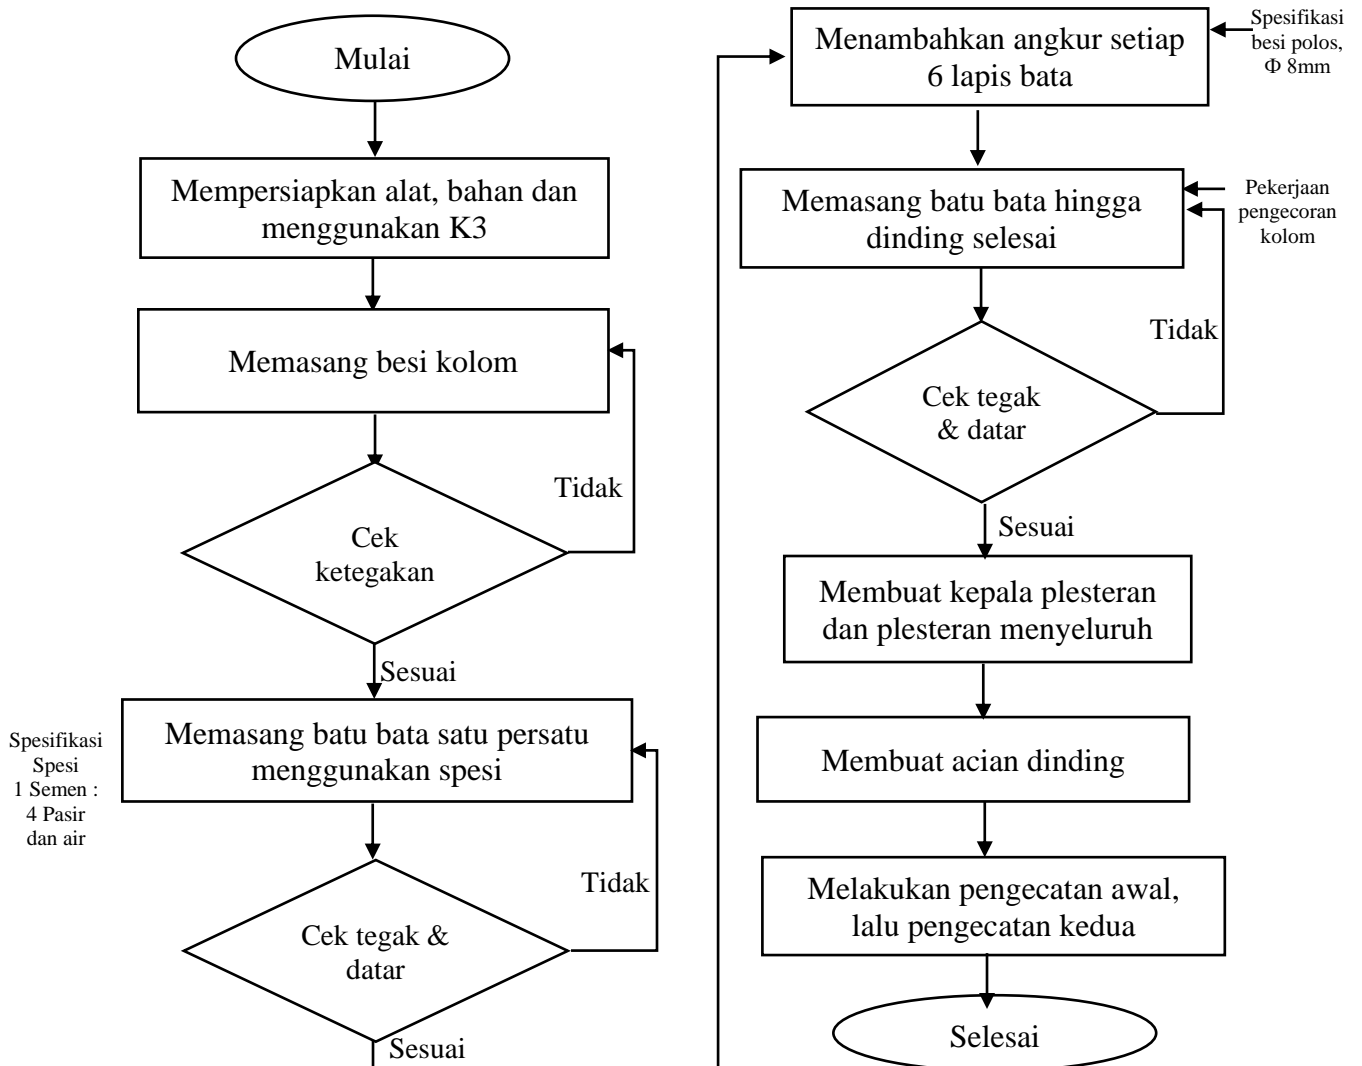 Mulai
Mempersiapkan alat, bahan dan
menggunakan K3
Memasang besi kolom
Tidak
Cek
ketegakan
Sesuai
Spesifikasi
Spesi
1 Semen :
4 Pasir
dan air
Memasang batu bata satu persatu
menggunakan spesi
Tidak
Cek tegak &
datar
Sesuai
Menambahkan angkur setiap
6 lapis bata
Spesifikasi
besi polos,
Φ 8mm
Memasang batu bata hingga
dinding selesai
Pekerjaan
pengecoran
kolom
Tidak
Cek tegak
& datar
Sesuai
Membuat kepala plesteran
dan plesteran menyeluruh
Membuat acian dinding
Melakukan pengecatan awal,
lalu pengecatan kedua
Selesai